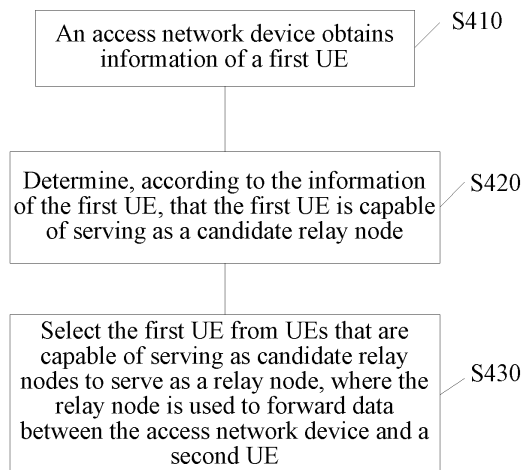 An access network device obtains
information of a first UE
S410
Determine, according to the information
of the first UE, that the first UE is capable
of serving as a candidate relay node
S420
Select the first UE from UEs that are
capable of serving as candidate relay
nodes to serve as a relay node, where the
relay node is used to forward data
between the access network device and a
second UE
S430